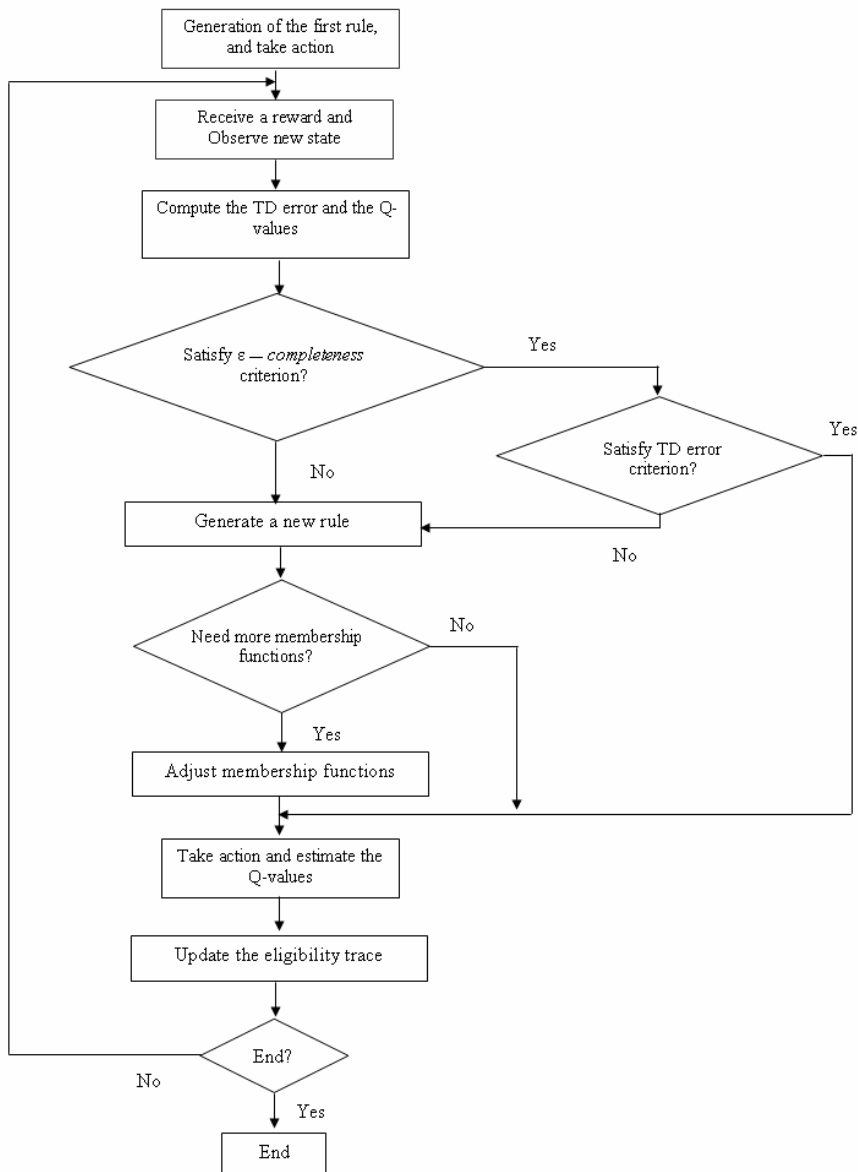 Generation of the first rule,
and take action
Receive a reward and
Observe new state
Compute the TD error and the Q-
values
Satisfy ε — completeness
criterion?
Yes
Satisfy TD error
criterion?
Yes
No
Generate a new rule
No
Need more membership
functions?
No
Yes
Adjust membership functions
Take action and estimate the
Q-values
Update the eligibility trace
End?
No
Yes
End